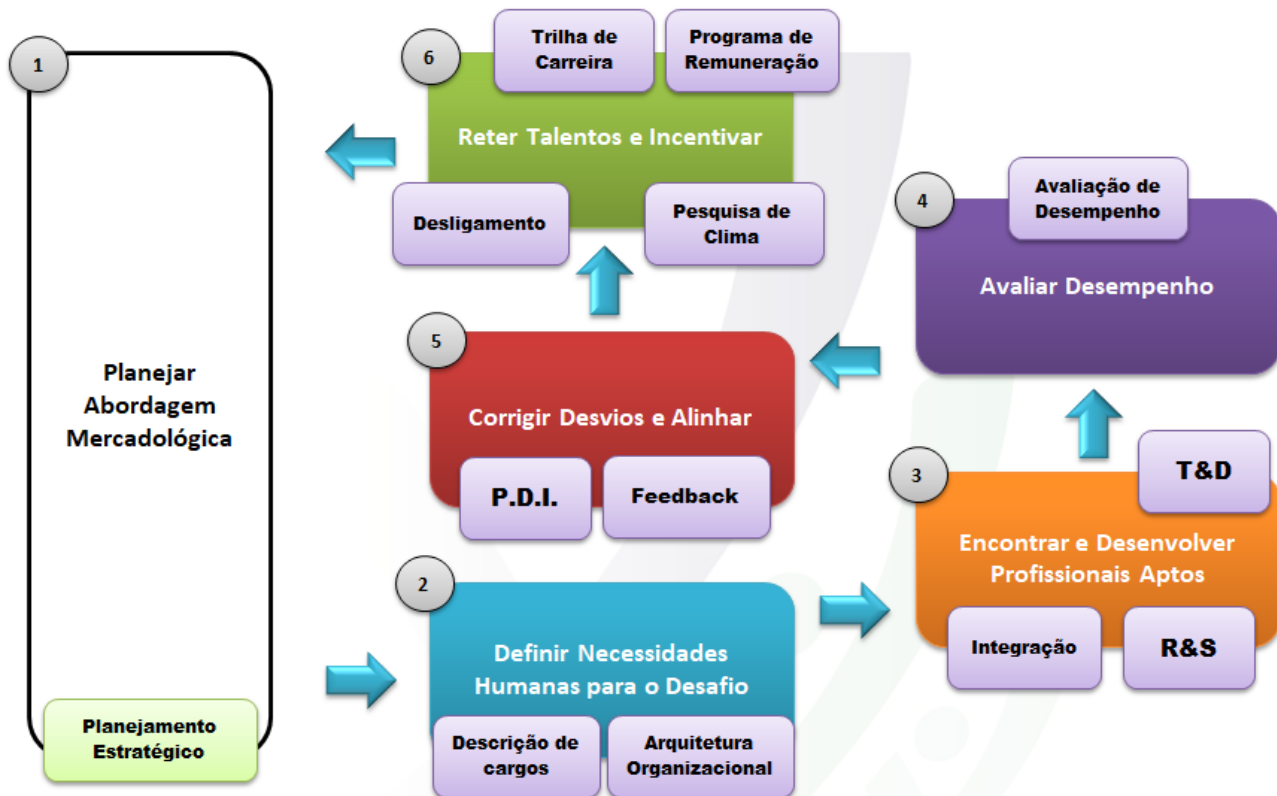 1
Planejar
Abordagem
Mercadológica
Planejamento
Estratégico
2
Definir Necessidades
Humanas para o Desafio
Descrição de
cargos
Arquitetura
Organizacional
3
T&D
Encontrar e Desenvolver
Profissionais Aptos
Integração
R&S
4
Avaliação de
Desempenho
Avaliar Desempenho
5
Corrigir Desvios e Alinhar
P.D.I.
Feedback
6
Trilha de
Carreira
Programa de
Remuneração
Reter Talentos e Incentivar
Desligamento
Pesquisa de
Clima